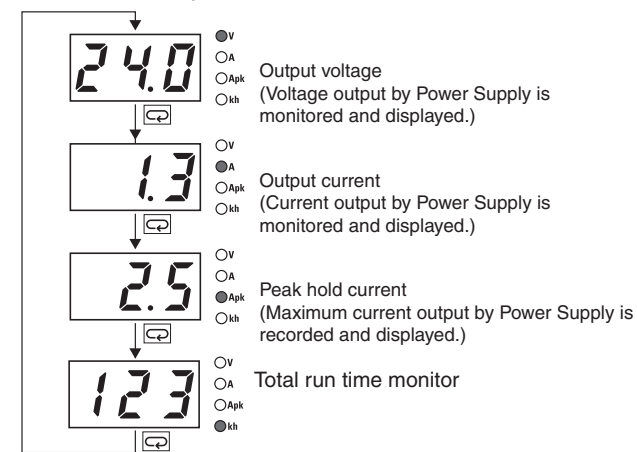 24.0
V
A
Apk
kh
Output voltage
(Voltage output by Power Supply is
monitored and displayed.)
1.3
V
A
Apk
kh
Output current
(Current output by Power Supply is
monitored and displayed.)
2.5
V
A
Apk
kh
Peak hold current
(Maximum current output by Power Supply is
recorded and displayed.)
123
V
A
Apk
kh
Total run time monitor